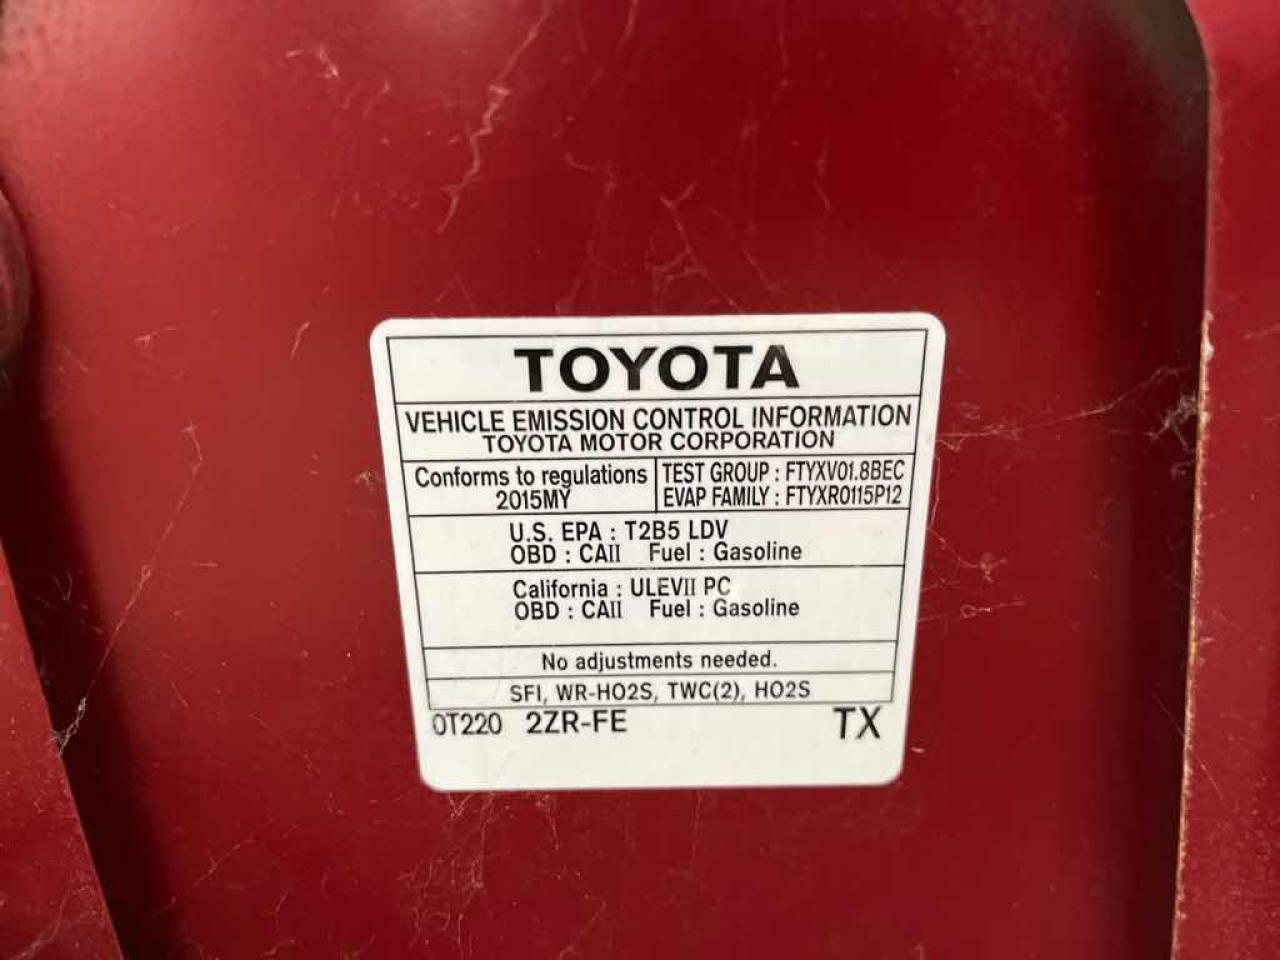 TOYOTA
VEHICLE EMISSION CONTROL INFORMATION
TOYOTA MOTOR CORPORATION
Conforms to regulations
2015MY
TEST GROUP : FTYXV01.8BEC
EVAP FAMILY : FTYXR0115P12
U.S. EPA : T2B5 LDV
OBD : CAII Fuel : Gasoline
California : ULEVII PC
OBD : CAII Fuel : Gasoline
No adjustments needed.
SFI, WR-HO2S, TWC(2), HO2S
0T220 2ZR-FE TX